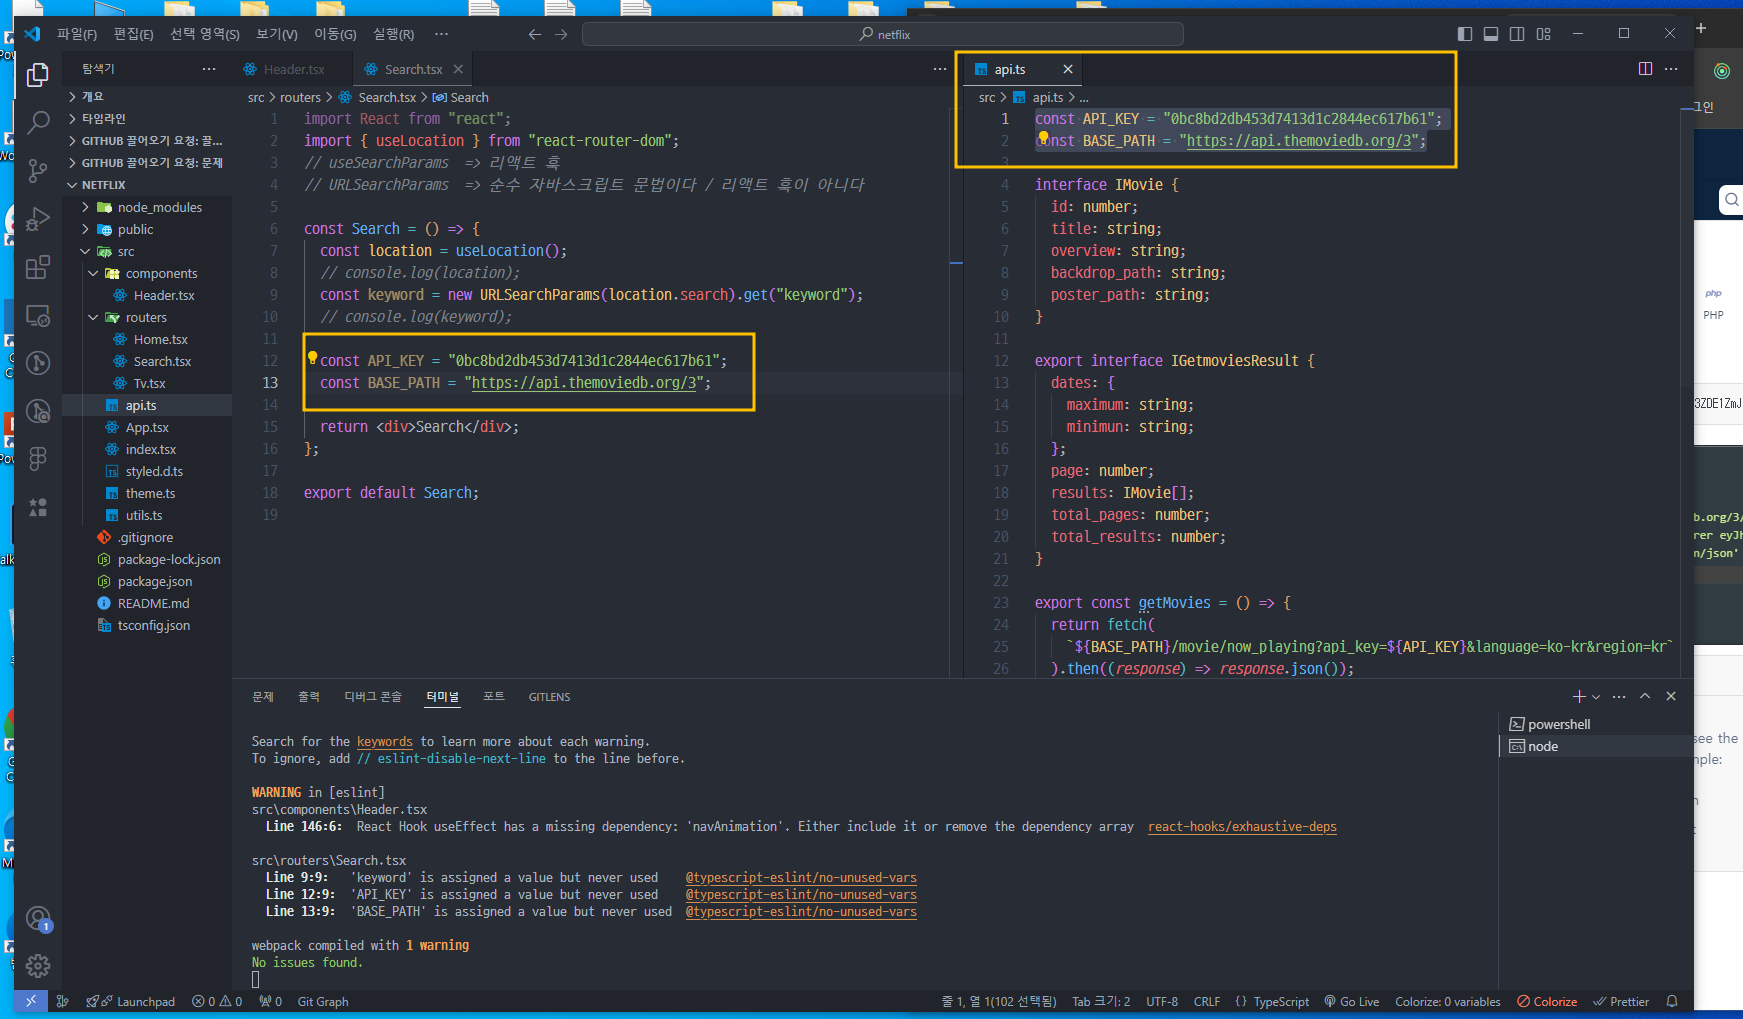 파일(F) 편집(E) 선택 영역(S) 보기(V) 이동(G) 실행(R) ··· netflix
탐색기 ···
개요
타임라인
GITHUB 끌어오기 요청: 끌...
GITHUB 끌어오기 요청: 문제
NETFLIX
node_modules
public
src
components
Header.tsx
routers
Home.tsx
Search.tsx
Tv.tsx
api.ts
App.tsx
index.tsx
styled.d.ts
theme.ts
utils.ts
.gitignore
package-lock.json
package.json
README.md
tsconfig.json
Header.tsx Search.tsx ···
src > routers > Search.tsx > Search
1 import React from "react";
2 import { useLocation } from "react-router-dom";
3 // useSearchParams => 리액트 훅
4 // URLSearchParams => 순수 자바스크립트 문법이다 / 리액트 훅이 아니다
5
6 const Search = () => {
7 const location = useLocation();
8 // console.log(location);
9 const keyword = new URLSearchParams(location.search).get("keyword");
10 // console.log(keyword);
11
12 const API_KEY = "0bc8bd2db453d7413d1c2844ec617b61";
13 const BASE_PATH = "https://api.themoviedb.org/3";
14
15 return <div>Search</div>;
16 };
17
18 export default Search;
19
api.ts ···
src > api.ts > ...
1 const API_KEY = "0bc8bd2db453d7413d1c2844ec617b61";
2 const BASE_PATH = "https://api.themoviedb.org/3";
3
4 interface IMovie {
5 id: number;
6 title: string;
7 overview: string;
8 backdrop_path: string;
9 poster_path: string;
10 }
11
12 export interface IGetmoviesResult {
13 dates: {
14 maximum: string;
15 minimun: string;
16 };
17 page: number;
18 results: IMovie[];
19 total_pages: number;
20 total_results: number;
21 }
22
23 export const getMovies = () => {
24 return fetch(
25 `${BASE_PATH}/movie/now_playing?api_key=${API_KEY}&language=ko-kr&region=kr`
26 ).then((response) => response.json());
문제 출력 디버그 콘솔 터미널 포트 GITLENS
powershell
node
Search for the keywords to learn more about each warning.
To ignore, add // eslint-disable-next-line to the line before.
WARNING in [eslint]
src\components\Header.tsx
Line 146:6: React Hook useEffect has a missing dependency: 'navAnimation'. Either include it or remove the dependency array react-hooks/exhaustive-deps
src\routers\Search.tsx
Line 9:9: 'keyword' is assigned a value but never used @typescript-eslint/no-unused-vars
Line 12:9: 'API_KEY' is assigned a value but never used @typescript-eslint/no-unused-vars
Line 13:9: 'BASE_PATH' is assigned a value but never used @typescript-eslint/no-unused-vars
webpack compiled with 1 warning
No issues found.
1
Launchpad 0 0 0 Git Graph 줄 1, 열 1(102 선택됨) Tab 크기: 2 UTF-8 CRLF {} TypeScript Go Live Colorize: 0 variables Colorize Prettier
php
PHP
3ZDE1ZmJ
b.org/3/
rer eyJh
n/json'
see the
mple: